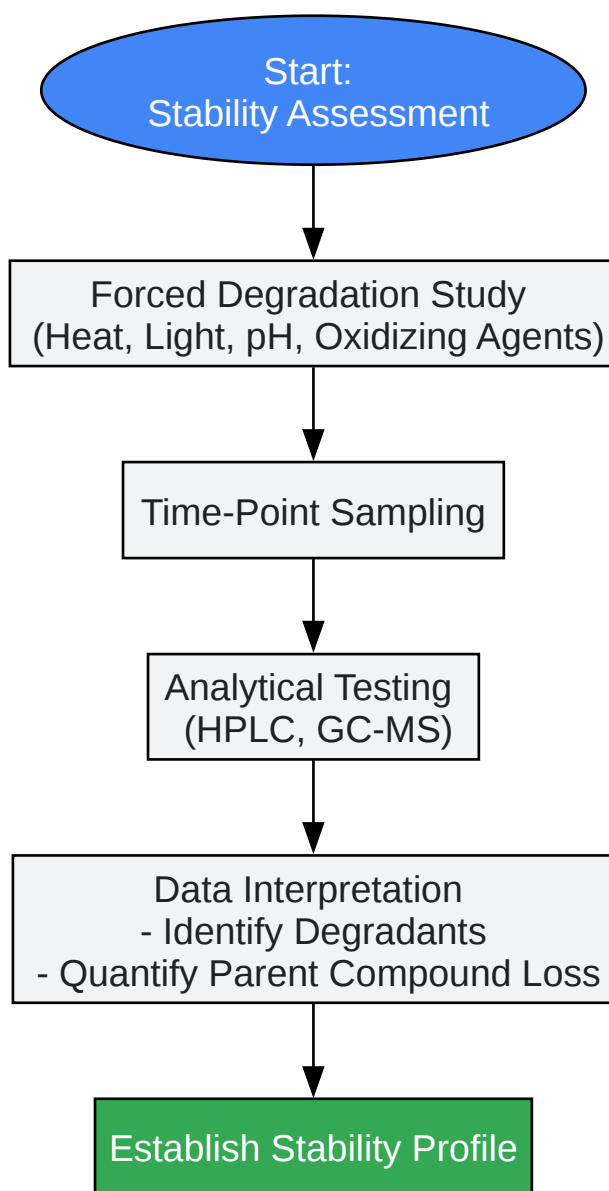 Start:
Stability Assessment
Forced Degradation Study
(Heat, Light, pH, Oxidizing Agents)
Time-Point Sampling
Analytical Testing
(HPLC, GC-MS)
Data Interpretation
- Identify Degradants
- Quantify Parent Compound Loss
Establish Stability Profile